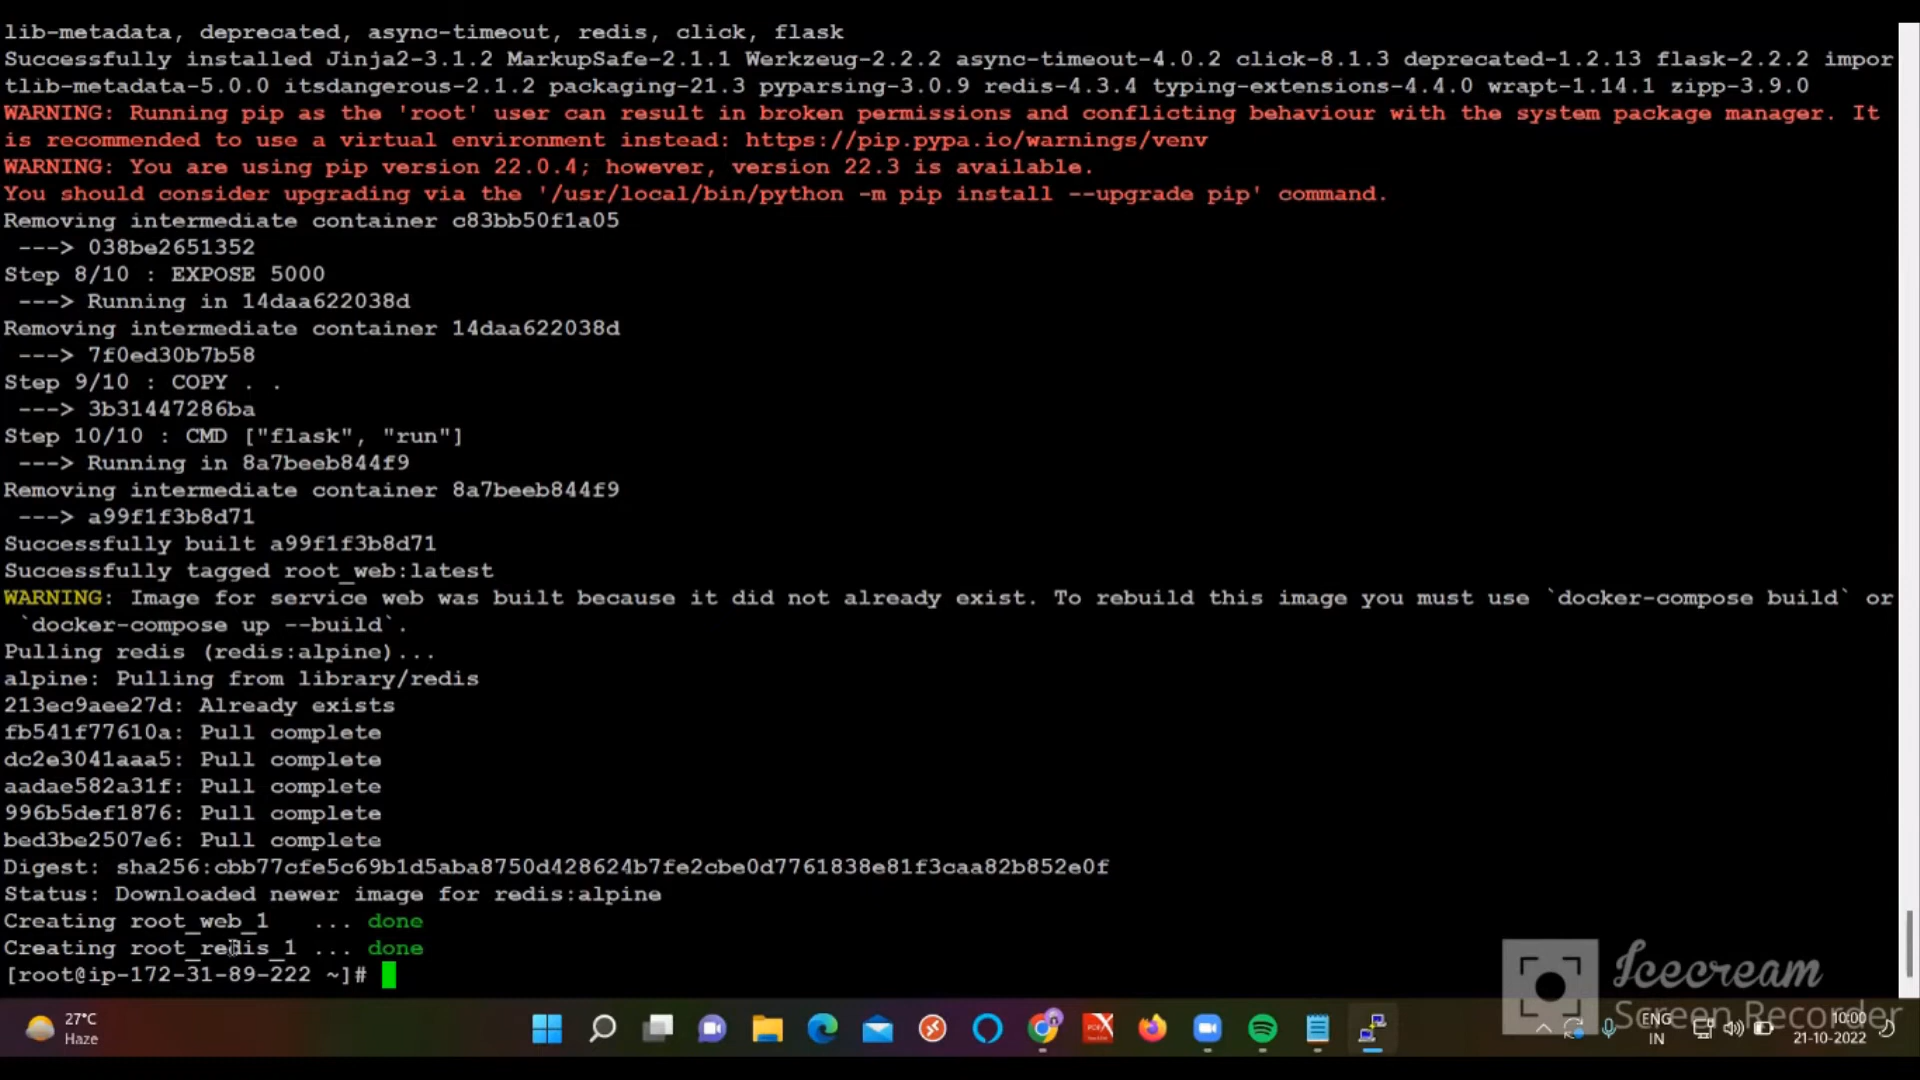 lib-metadata, deprecated, async-timeout, redis, click, flask
Successfully installed Jinja2-3.1.2 MarkupSafe-2.1.1 Werkzeug-2.2.2 async-timeout-4.0.2 click-8.1.3 deprecated-1.2.13 flask-2.2.2 impor
tlib-metadata-5.0.0 itsdangerous-2.1.2 packaging-21.3 pyparsing-3.0.9 redis-4.3.4 typing-extensions-4.4.0 wrapt-1.14.1 zipp-3.9.0
WARNING: Running pip as the 'root' user can result in broken permissions and conflicting behaviour with the system package manager. It
is recommended to use a virtual environment instead: https://pip.pypa.io/warnings/venv
WARNING: You are using pip version 22.0.4; however, version 22.3 is available.
You should consider upgrading via the '/usr/local/bin/python -m pip install --upgrade pip' command.
Removing intermediate container c83bb50f1a05
 ---> 038be2651352
Step 8/10 : EXPOSE 5000
 ---> Running in 14daa622038d
Removing intermediate container 14daa622038d
 ---> 7f0ed30b7b58
Step 9/10 : COPY . .
 ---> 3b31447286ba
Step 10/10 : CMD ["flask", "run"]
 ---> Running in 8a7beeb844f9
Removing intermediate container 8a7beeb844f9
 ---> a99f1f3b8d71
Successfully built a99f1f3b8d71
Successfully tagged root_web:latest
WARNING: Image for service web was built because it did not already exist. To rebuild this image you must use `docker-compose build` or
 `docker-compose up --build`.
Pulling redis (redis:alpine)...
alpine: Pulling from library/redis
213ec9aee27d: Already exists
fb541f77610a: Pull complete
dc2e3041aaa5: Pull complete
aadae582a31f: Pull complete
996b5def1876: Pull complete
bed3be2507e6: Pull complete
Digest: sha256:cbb77cfe5c69b1d5aba8750d428624b7fe2cbe0d7761838e81f3caa82b852e0f
Status: Downloaded newer image for redis:alpine
Creating root_web_1   ... done
Creating root_redis_1 ... done
[root@ip-172-31-89-222 ~]#
Icecream
Screen Recorder
27°C
Haze
ENG
IN
10:00
21-10-2022